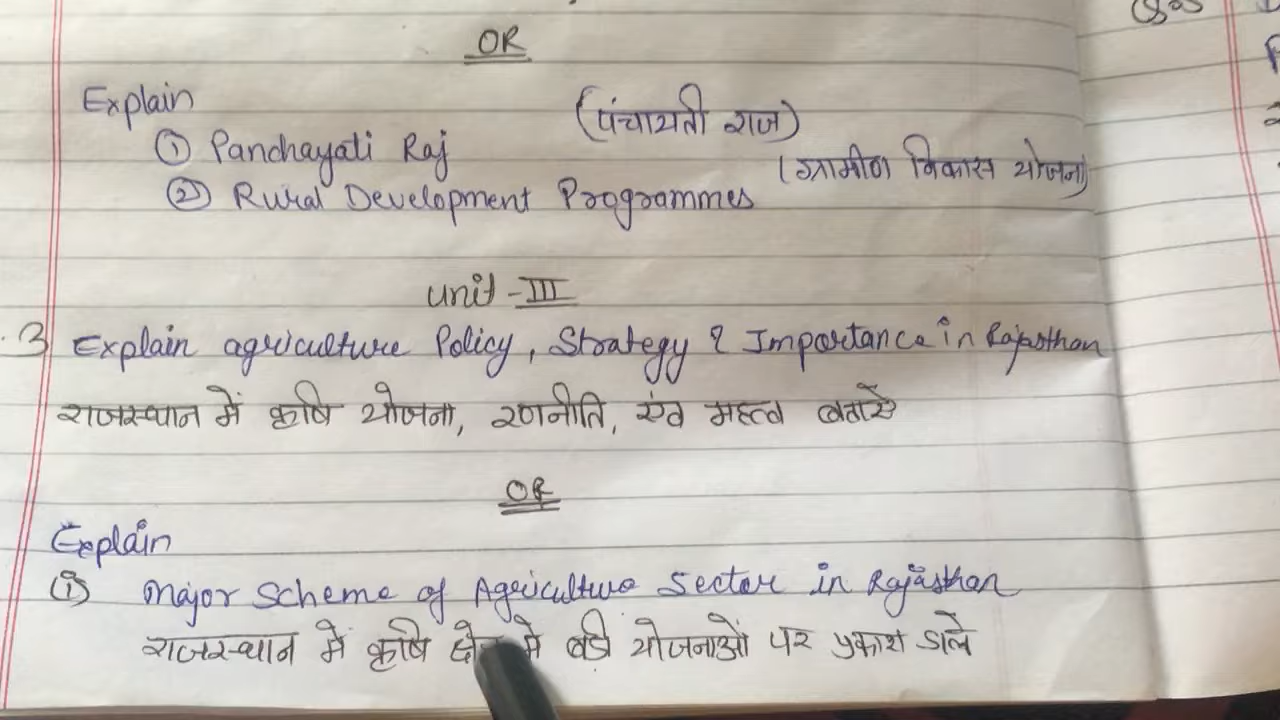 OR
Explain
(पंचायती राज)
① Panchayati Raj
(ग्रामीण विकास योजना)
② Rural Development Programmes
Unit - III
3 Explain agriculture Policy, Strategy & Importance in Rajasthan
राजस्थान में कृषि योजना, रणनीति, एंव महत्व बताऐ
OR
Explain
(i) Major Scheme of Agriculture Sector in Rajasthan
राजस्थान में कृषि क्षेत्र मे बडी योजनाओं पर प्रकाश डाले